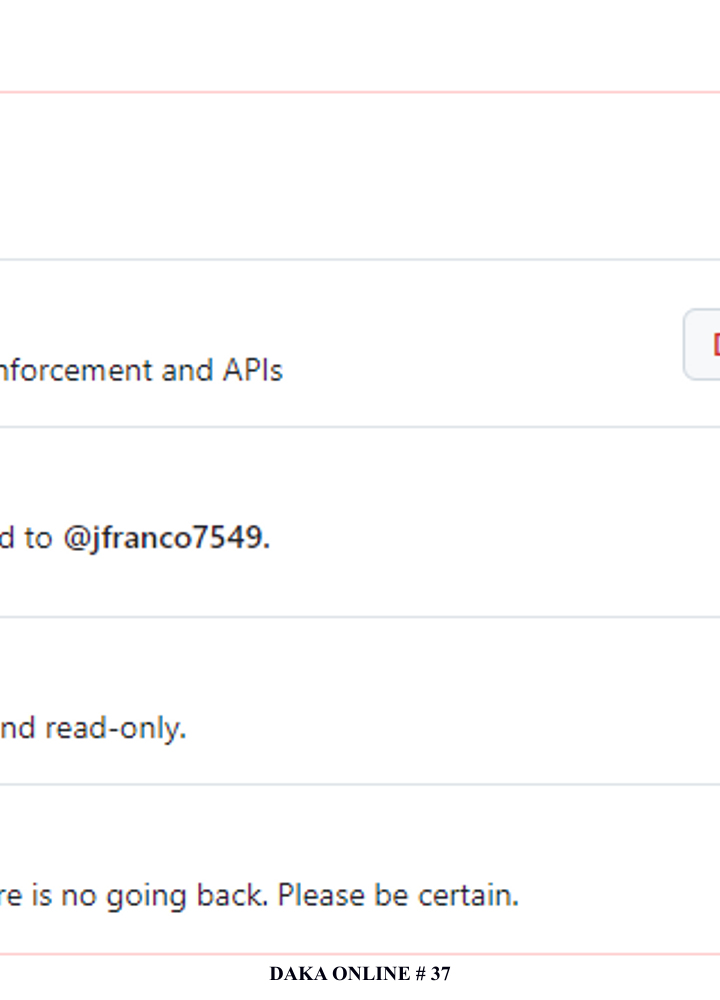 nforcement and APIs
d to @jfranco7549.
nd read-only.
re is no going back. Please be certain.
DAKA ONLINE # 37